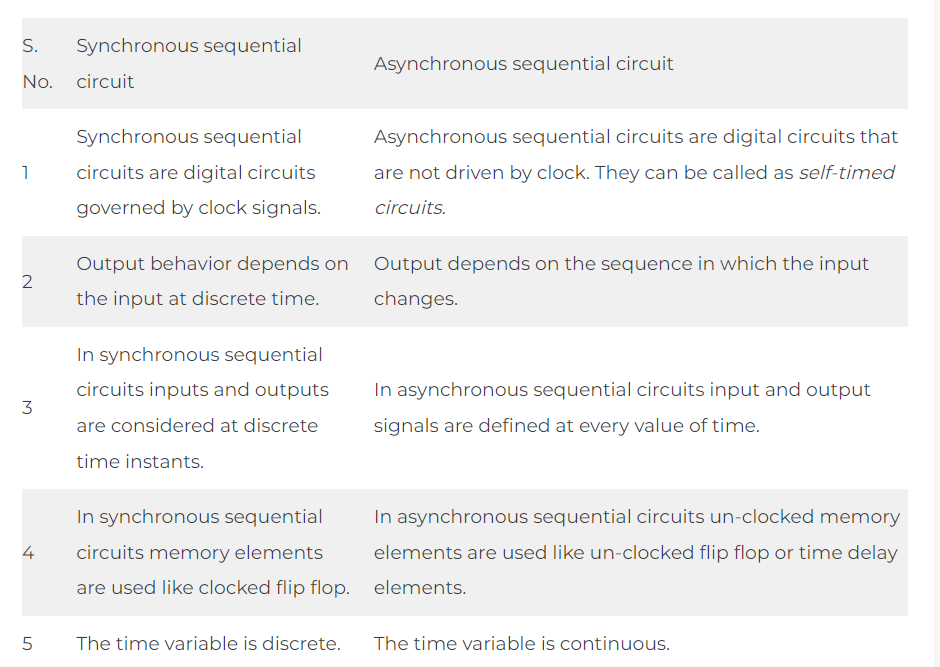 S. No.
Synchronous sequential
circuit
Asynchronous sequential circuit
1
Synchronous sequential
circuits are digital circuits
governed by clock signals.
Asynchronous sequential circuits are digital circuits that
are not driven by clock. They can be called as self-timed
circuits.
2
Output behavior depends on
the input at discrete time.
Output depends on the sequence in which the input
changes.
3
In synchronous sequential
circuits inputs and outputs
are considered at discrete
time instants.
In asynchronous sequential circuits input and output
signals are defined at every value of time.
4
In synchronous sequential
circuits memory elements
are used like clocked flip flop.
In asynchronous sequential circuits un-clocked memory
elements are used like un-clocked flip flop or time delay
elements.
5
The time variable is discrete.
The time variable is continuous.